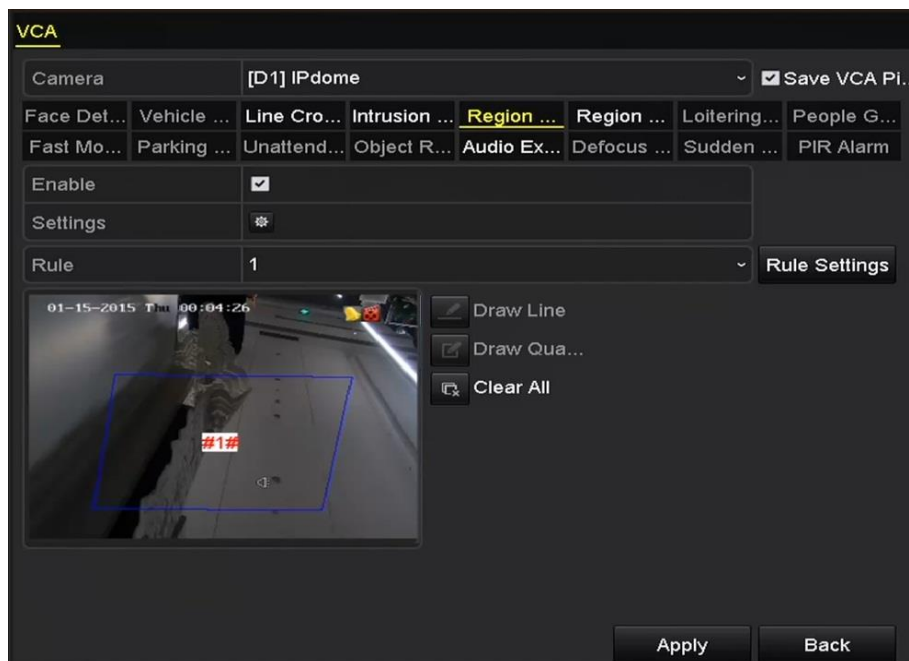 VCA
Camera [D1] IPdome Save VCA Pi..
Face Det... Vehicle ... Line Cro... Intrusion ... Region ... Region ... Loitering... People G...
Fast Mo... Parking ... Unattend... Object R... Audio Ex... Defocus ... Sudden ... PIR Alarm
Enable
Settings
Rule 1 Rule Settings
01-15-2015 Thu 00:04:26
Draw Line
Draw Qua...
Clear All
#1#
Apply Back